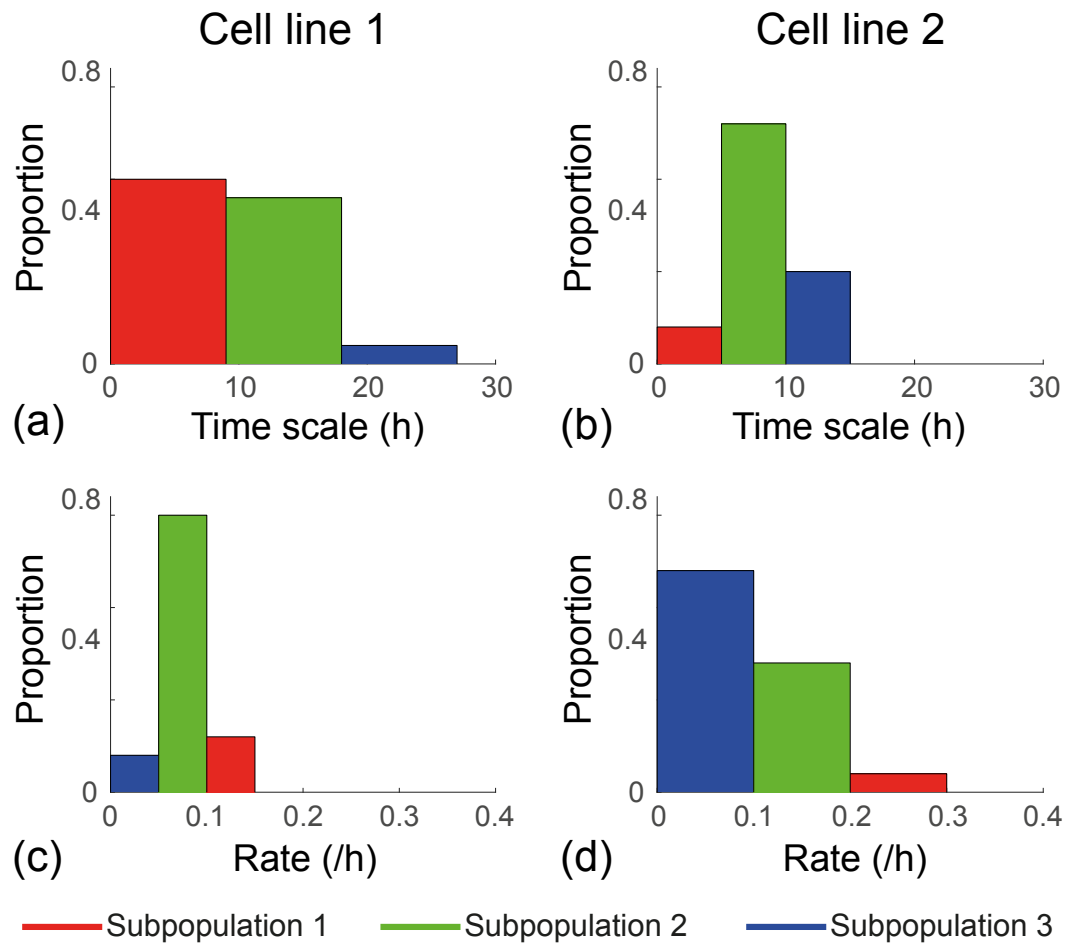 Cell line 1
Cell line 2
0.8
0.4
0
Proportion
0 10 20 30
Time scale (h)
(a)
0.8
0.4
0
Proportion
0 10 20 30
Time scale (h)
(b)
0.8
0.4
0
Proportion
0 0.1 0.2 0.3 0.4
Rate (/h)
(c)
0.8
0.4
0
Proportion
0 0.1 0.2 0.3 0.4
Rate (/h)
(d)
Subpopulation 1
Subpopulation 2
Subpopulation 3